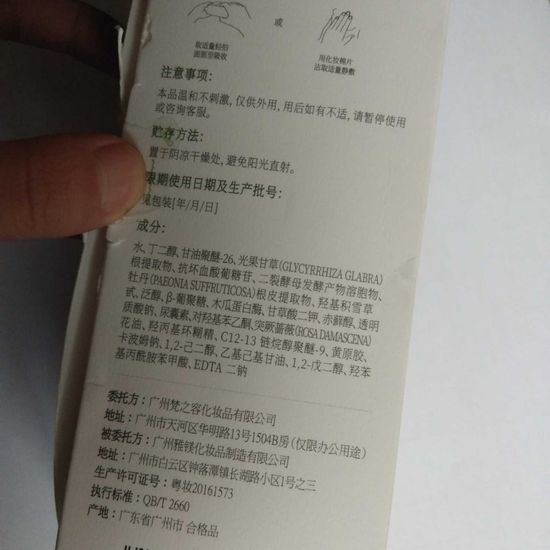 或
取适量轻拍
面部至吸收
用化妆棉片
沾取适量静敷
注意事项:
本品温和不刺激,仅供外用,用后如有不适,请暂停使用
或咨询客服。
贮存方法:
置于阴凉干燥处,避免阳光直射。
限期使用日期及生产批号:
见包装[年/月/日]
成分:
水、丁二醇、甘油聚醚-26、光果甘草(GLYCYRRHIZA GLABRA)
根提取物、抗坏血酸葡糖苷、二裂酵母发酵产物溶胞物、
牡丹(PAEONIA SUFFRUTICOSA)根皮提取物、羟基积雪草
甙、泛醇、β-葡聚糖、木瓜蛋白酶、甘草酸二钾、赤藓醇、透明
质酸钠、尿囊素、对羟基苯乙酮、突厥蔷薇(ROSA DAMASCENA)
花油、羟丙基环糊精、C12-13 链烷醇聚醚-9、黄原胶、
卡波姆钠、1,2-己二醇、乙基己基甘油、1,2-戊二醇、羟苯
基丙酰胺苯甲酸、EDTA 二钠
委托方:广州梵之容化妆品有限公司
地址:广州市天河区华明路13号1504B房(仅限办公用途)
被委托方:广州雅镁化妆品制造有限公司
地址:广州市白云区钟落潭镇长湖路小区1号之三
生产许可证号:粤妆20161573
执行标准:QB/T 2660
产地:广东省广州市 合格品